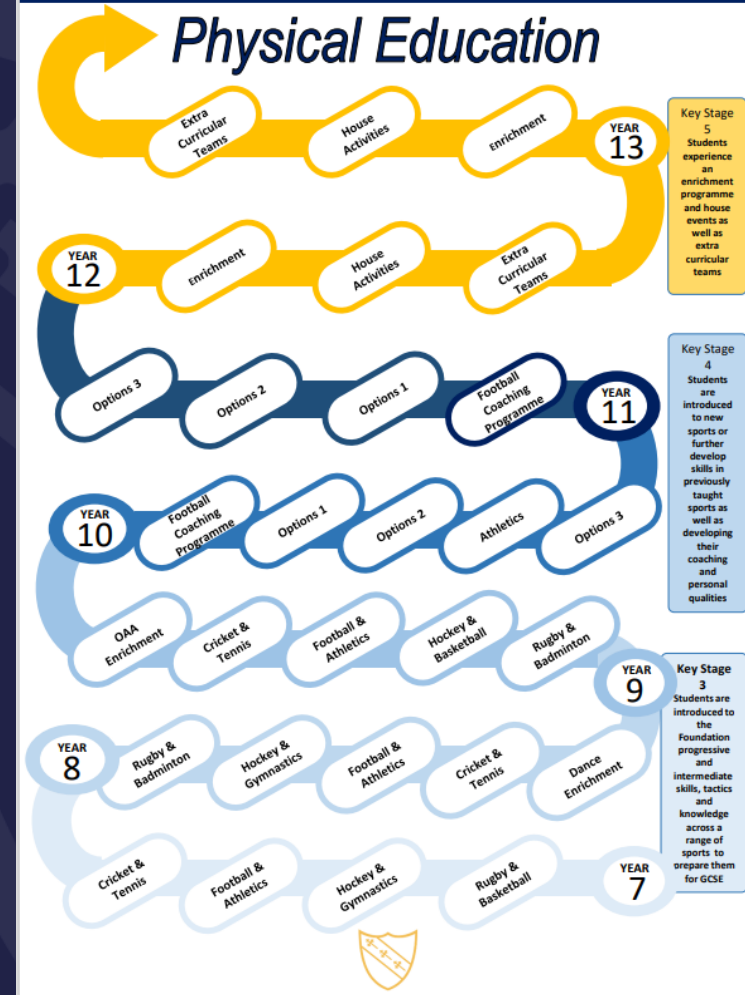 Physical Education
Extra
Curricular
Teams
House
Activities
Enrichment
YEAR
13
Key Stage
5
Students
experience
an
enrichment
programme
and house
events as
well as
extra
curricular
teams
YEAR
12
Enrichment
House
Activities
Extra
Curricular
Teams
Options 3
Options 2
Options 1
Football
Coaching
Programme
YEAR
11
Key Stage
4
Students
are
introduced
to new
sports or
further
develop
skills in
previously
taught
sports as
well as
developing
their
coaching
and
personal
qualities
YEAR
10
Football
Coaching
Programme
Options 1
Options 2
Athletics
Options 3
OAA
Enrichment
Cricket &
Tennis
Football &
Athletics
Hockey &
Basketball
Rugby &
Badminton
YEAR
9
Key Stage
3
Students are
introduced to
the
Foundation
progressive
and
intermediate
skills, tactics
and
knowledge
across a
range of
sports to
prepare them
for GCSE
YEAR
8
Rugby &
Badminton
Hockey &
Gymnastics
Football &
Athletics
Cricket &
Tennis
Dance
Enrichment
Cricket &
Tennis
Football &
Athletics
Hockey &
Gymnastics
Rugby &
Basketball
YEAR
7